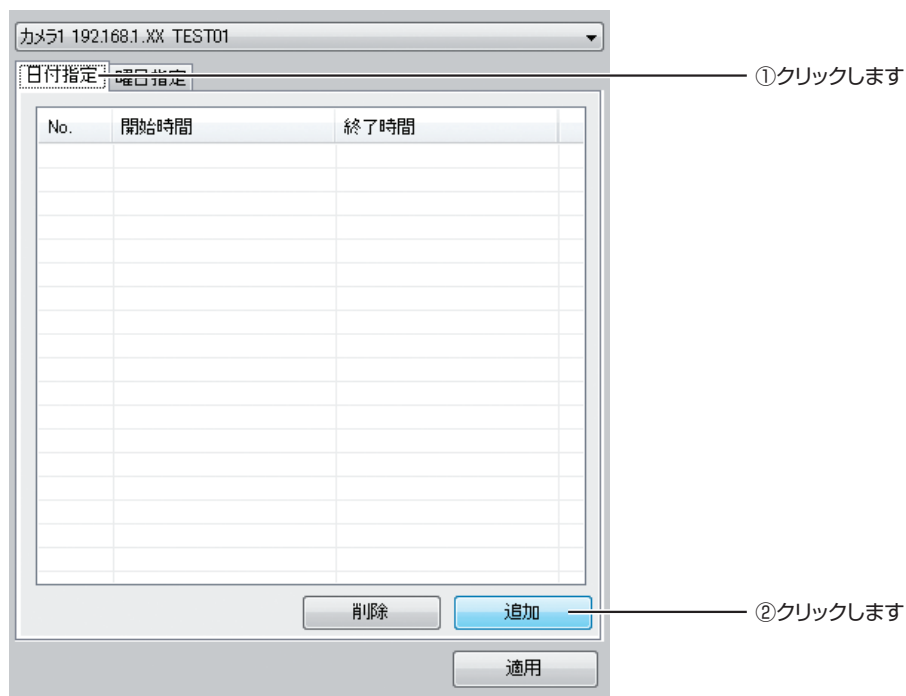 カメラ1 192.168.1.XX TEST01
日付指定 曜日指定
①クリックします
No. 開始時間 終了時間
削除 追加
②クリックします
適用